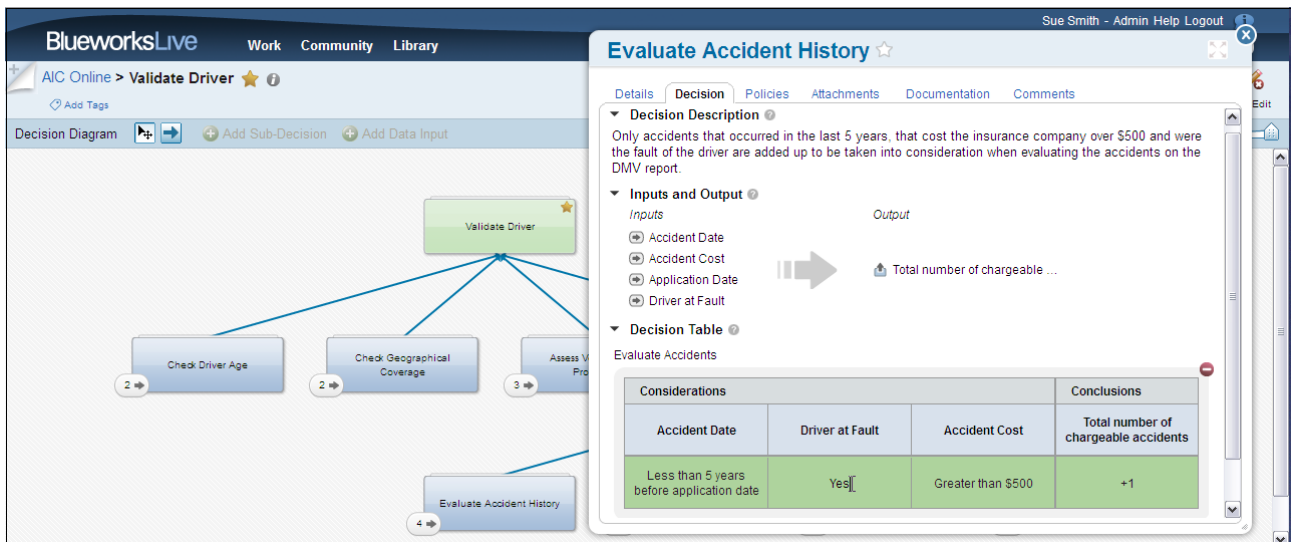 Sue Smith - Admin Help Logout
BlueworksLive
Work Community Library
AIC Online > Validate Driver
Add Tags
Edit
Decision Diagram
Add Sub-Decision
Add Data Input
Validate Driver
Check Driver Age
2
Check Geographical
Coverage
2
Assess V
Pro
3
Evaluate Accident History
4
Evaluate Accident History
Details Decision Policies Attachments Documentation Comments
Decision Description
Only accidents that occurred in the last 5 years, that cost the insurance company over $500 and were
the fault of the driver are added up to be taken into consideration when evaluating the accidents on the
DMV report.
Inputs and Output
Inputs
Output
Accident Date
Accident Cost
Application Date
Driver at Fault
Total number of chargeable ...
Decision Table
Evaluate Accidents
Considerations
Conclusions
Accident Date
Driver at Fault
Accident Cost
Total number of
chargeable accidents
Less than 5 years
before application date
Yes
Greater than $500
+1